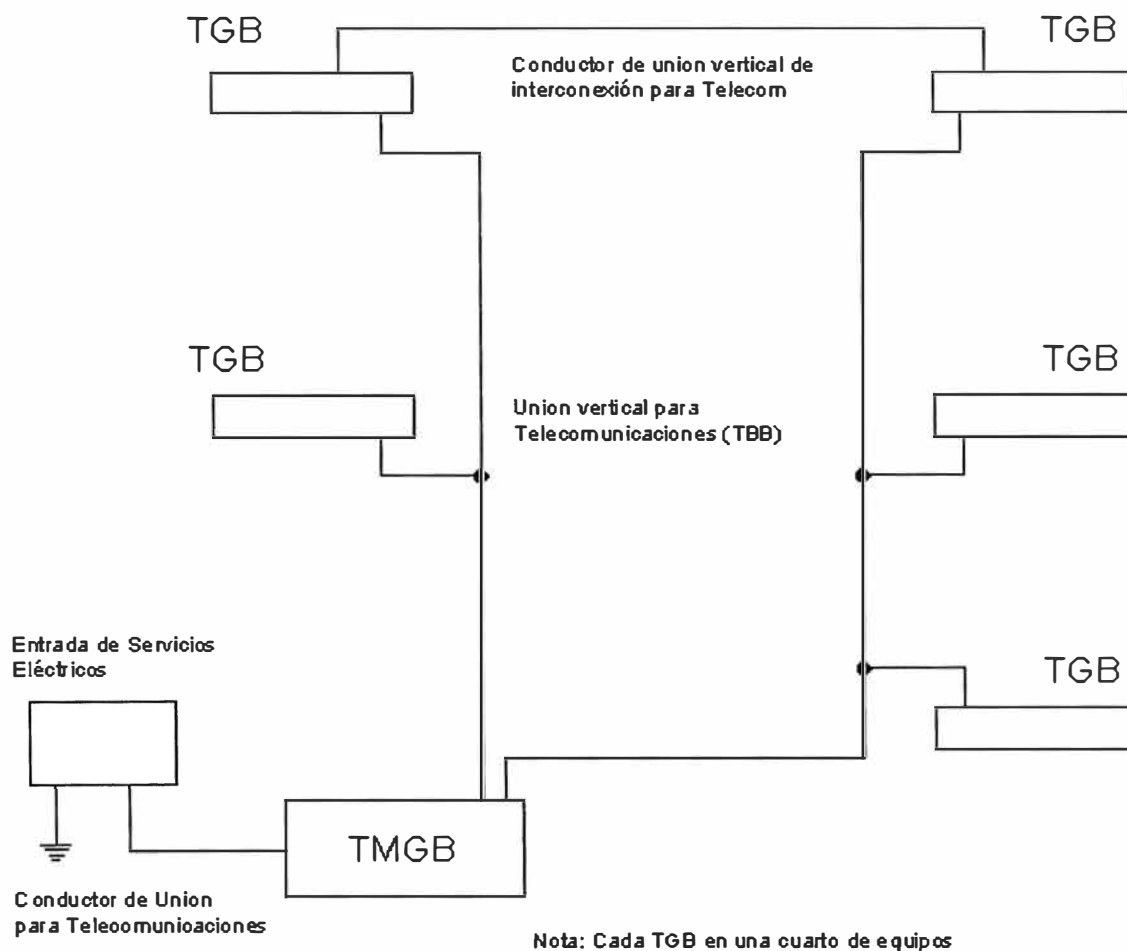 TGB
TGB
Conductor de union vertical de
interconexión para Telecom
TGB
TGB
Union vertical para
Telecomunicaciones (TBB)
Entrada de Servicios
Eléctricos
TGB
TMGB
Conductor de Union
para Telecomunicaciones
Nota: Cada TGB en una cuarto de equipos